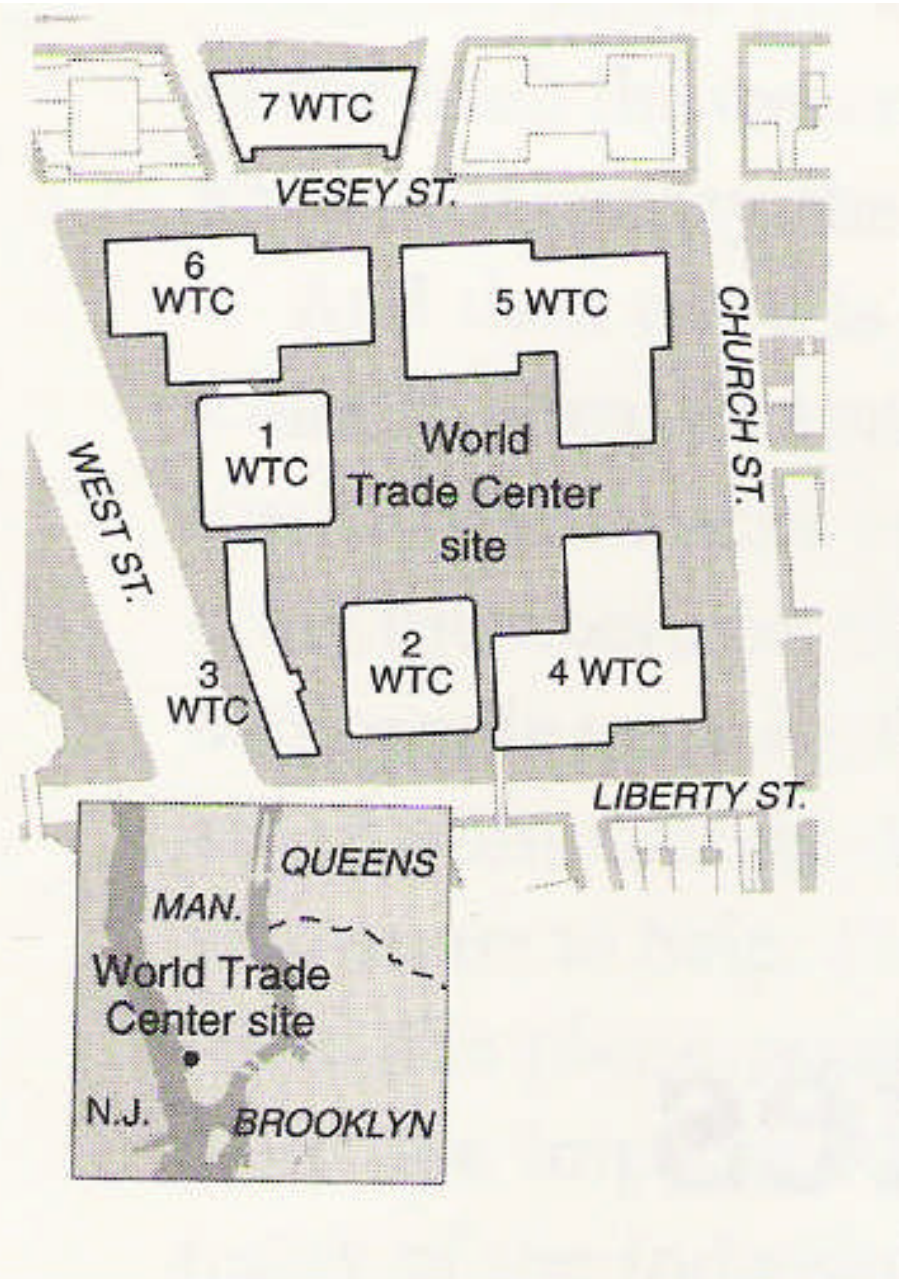 7 WTC
VESEY ST.
6
WTC
5 WTC
CHURCH ST.
1
WTC
World
Trade Center
site
WEST ST.
2
WTC
3
WTC
4 WTC
LIBERTY ST.
QUEENS
MAN.
World Trade
Center site
N.J.
BROOKLYN